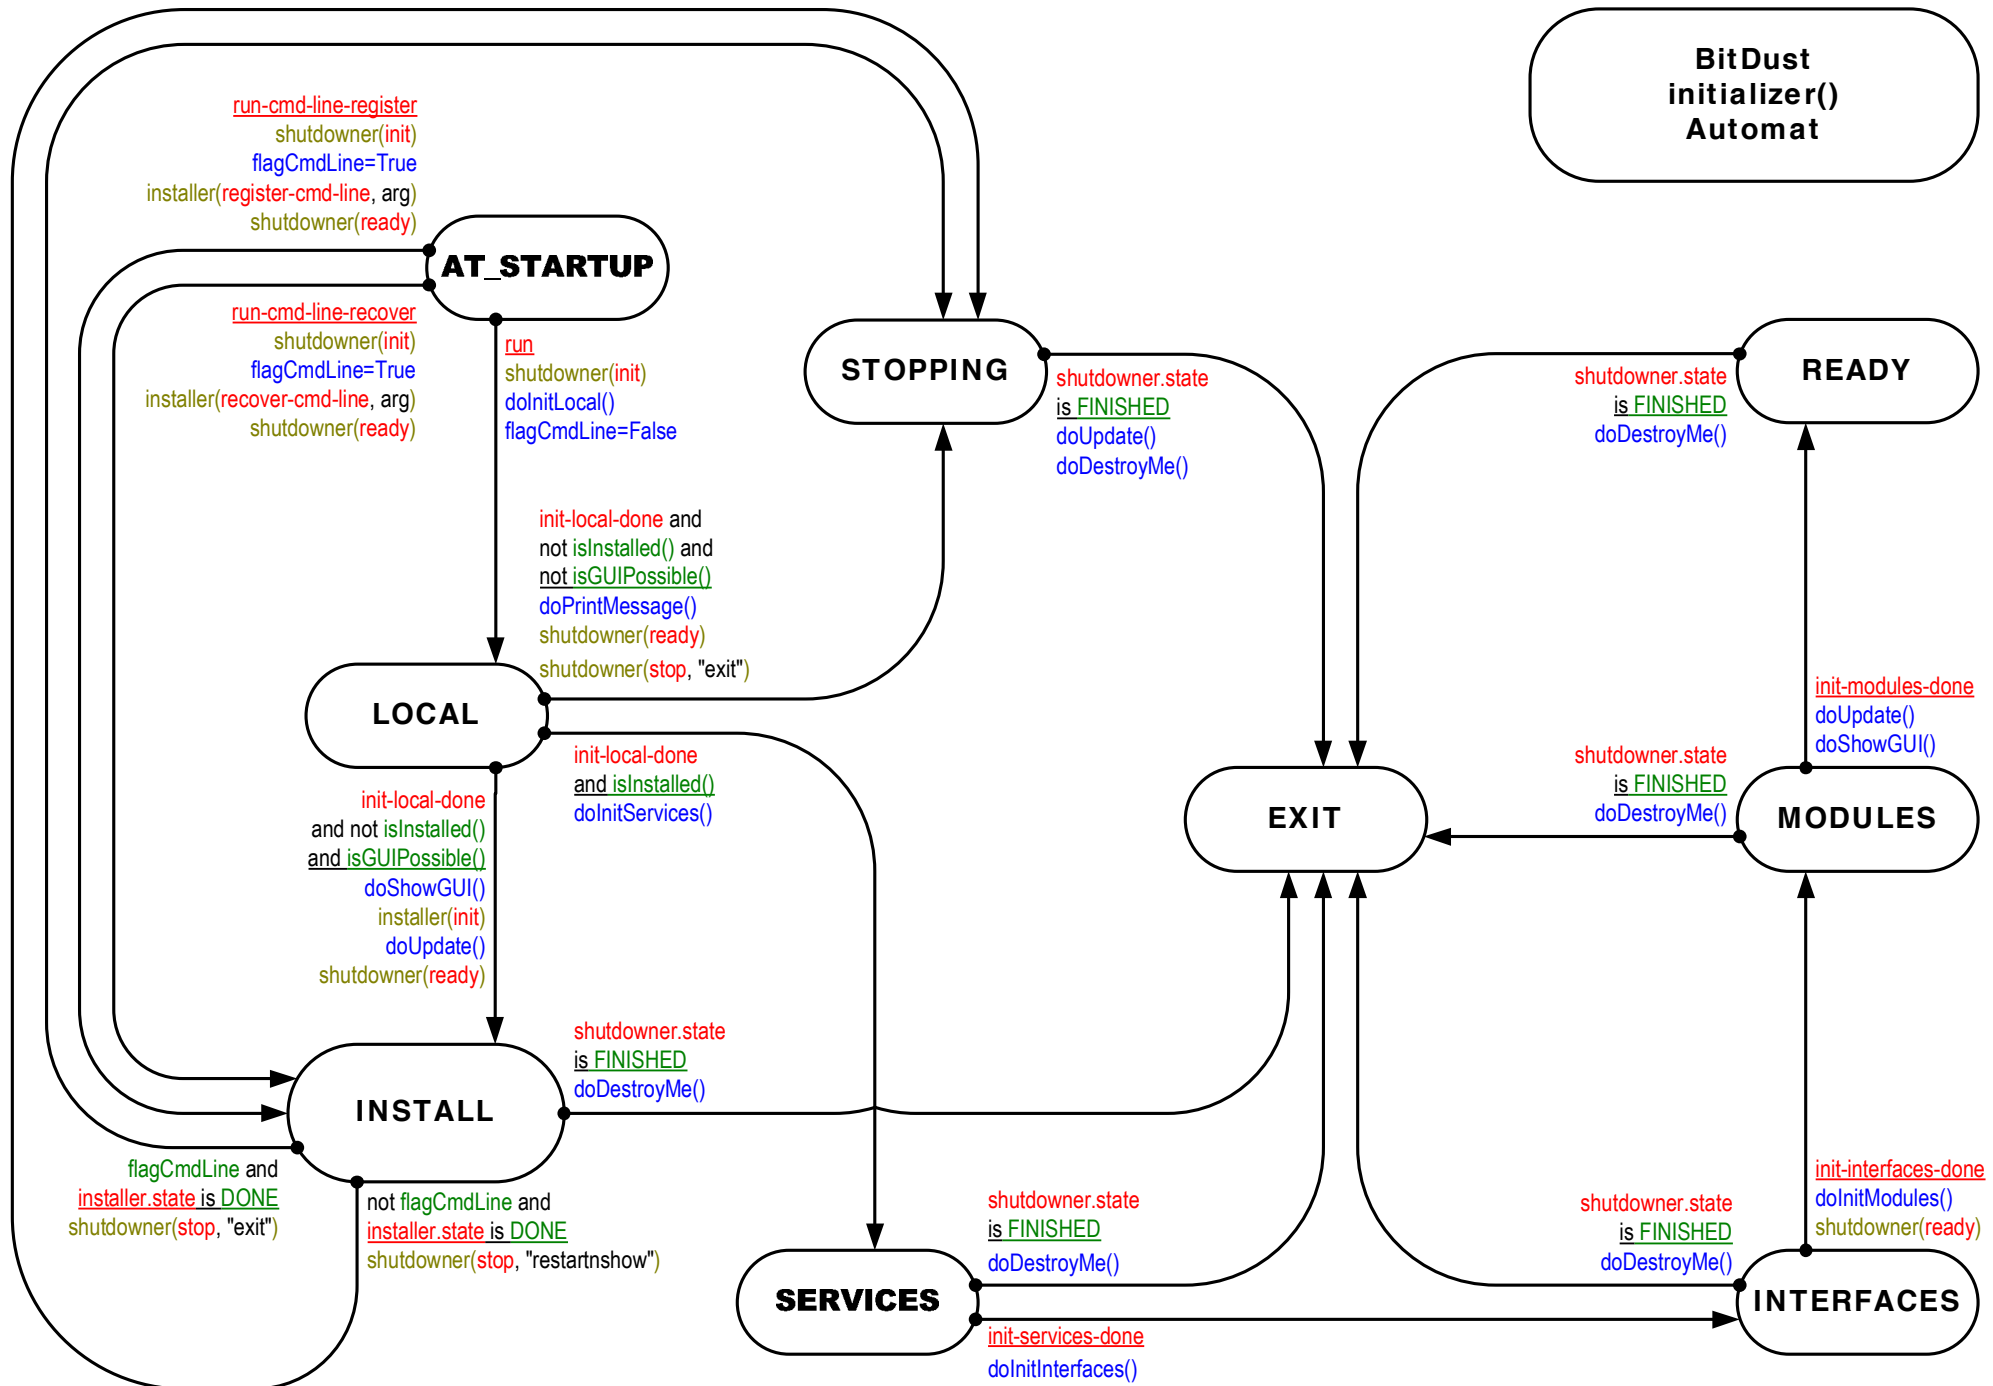 BitDust
initializer()
Automat
run-cmd-line-register
shutdowner(init)
flagCmdLine=True
installer(register-cmd-line, arg)
shutdowner(ready)
AT_STARTUP
run-cmd-line-recover
shutdowner(init)
flagCmdLine=True
installer(recover-cmd-line, arg)
shutdowner(ready)
run
shutdowner(init)
doInitLocal()
flagCmdLine=False
STOPPING
shutdowner.state
is FINISHED
doUpdate()
doDestroyMe()
READY
shutdowner.state
is FINISHED
doDestroyMe()
init-local-done and
not isInstalled() and
not isGUIPossible()
doPrintMessage()
shutdowner(ready)
shutdowner(stop, "exit")
LOCAL
init-local-done
and isInstalled()
doInitServices()
init-local-done
and not isInstalled()
and isGUIPossible()
doShowGUI()
installer(init)
doUpdate()
shutdowner(ready)
EXIT
init-modules-done
doUpdate()
doShowGUI()
shutdowner.state
is FINISHED
doDestroyMe()
MODULES
INSTALL
shutdowner.state
is FINISHED
doDestroyMe()
flagCmdLine and
installer.state is DONE
shutdowner(stop, "exit")
not flagCmdLine and
installer.state is DONE
shutdowner(stop, "restartnshow")
SERVICES
shutdowner.state
is FINISHED
doDestroyMe()
init-services-done
doInitInterfaces()
shutdowner.state
is FINISHED
doDestroyMe()
init-interfaces-done
doInitModules()
shutdowner(ready)
INTERFACES